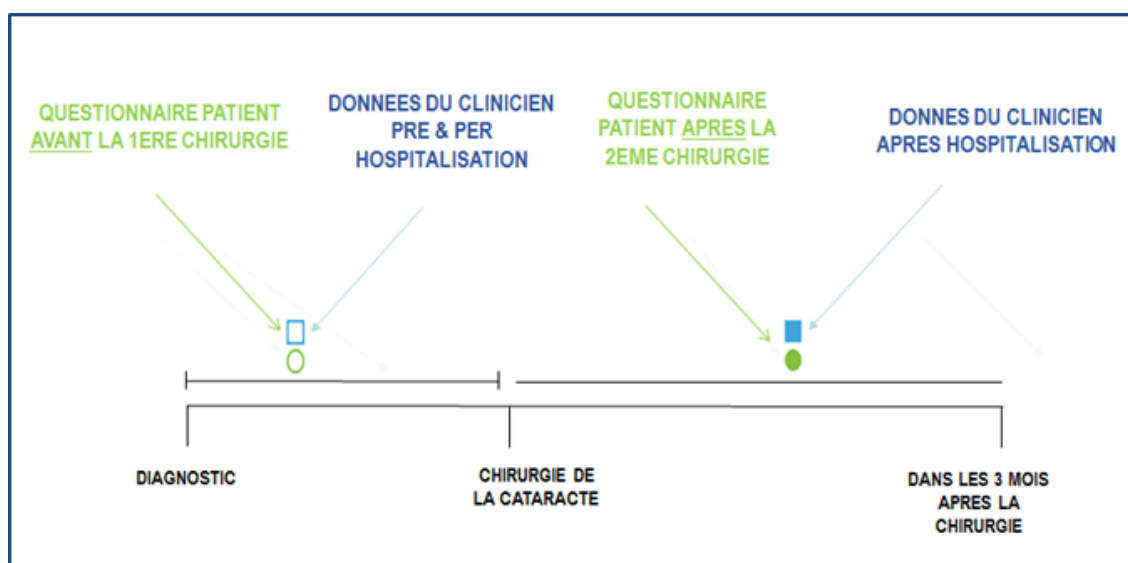 QUESTIONNAIRE PATIENT
AVANT LA 1ERE CHIRURGIE
DONNEES DU CLINICIEN
PRE & PER
HOSPITALISATION
QUESTIONNAIRE
PATIENT APRES LA
2EME CHIRURGIE
DONNES DU CLINICIEN
APRES HOSPITALISATION
DIAGNOSTIC
CHIRURGIE DE
LA CATARACTE
DANS LES 3 MOIS
APRES LA
CHIRURGIE